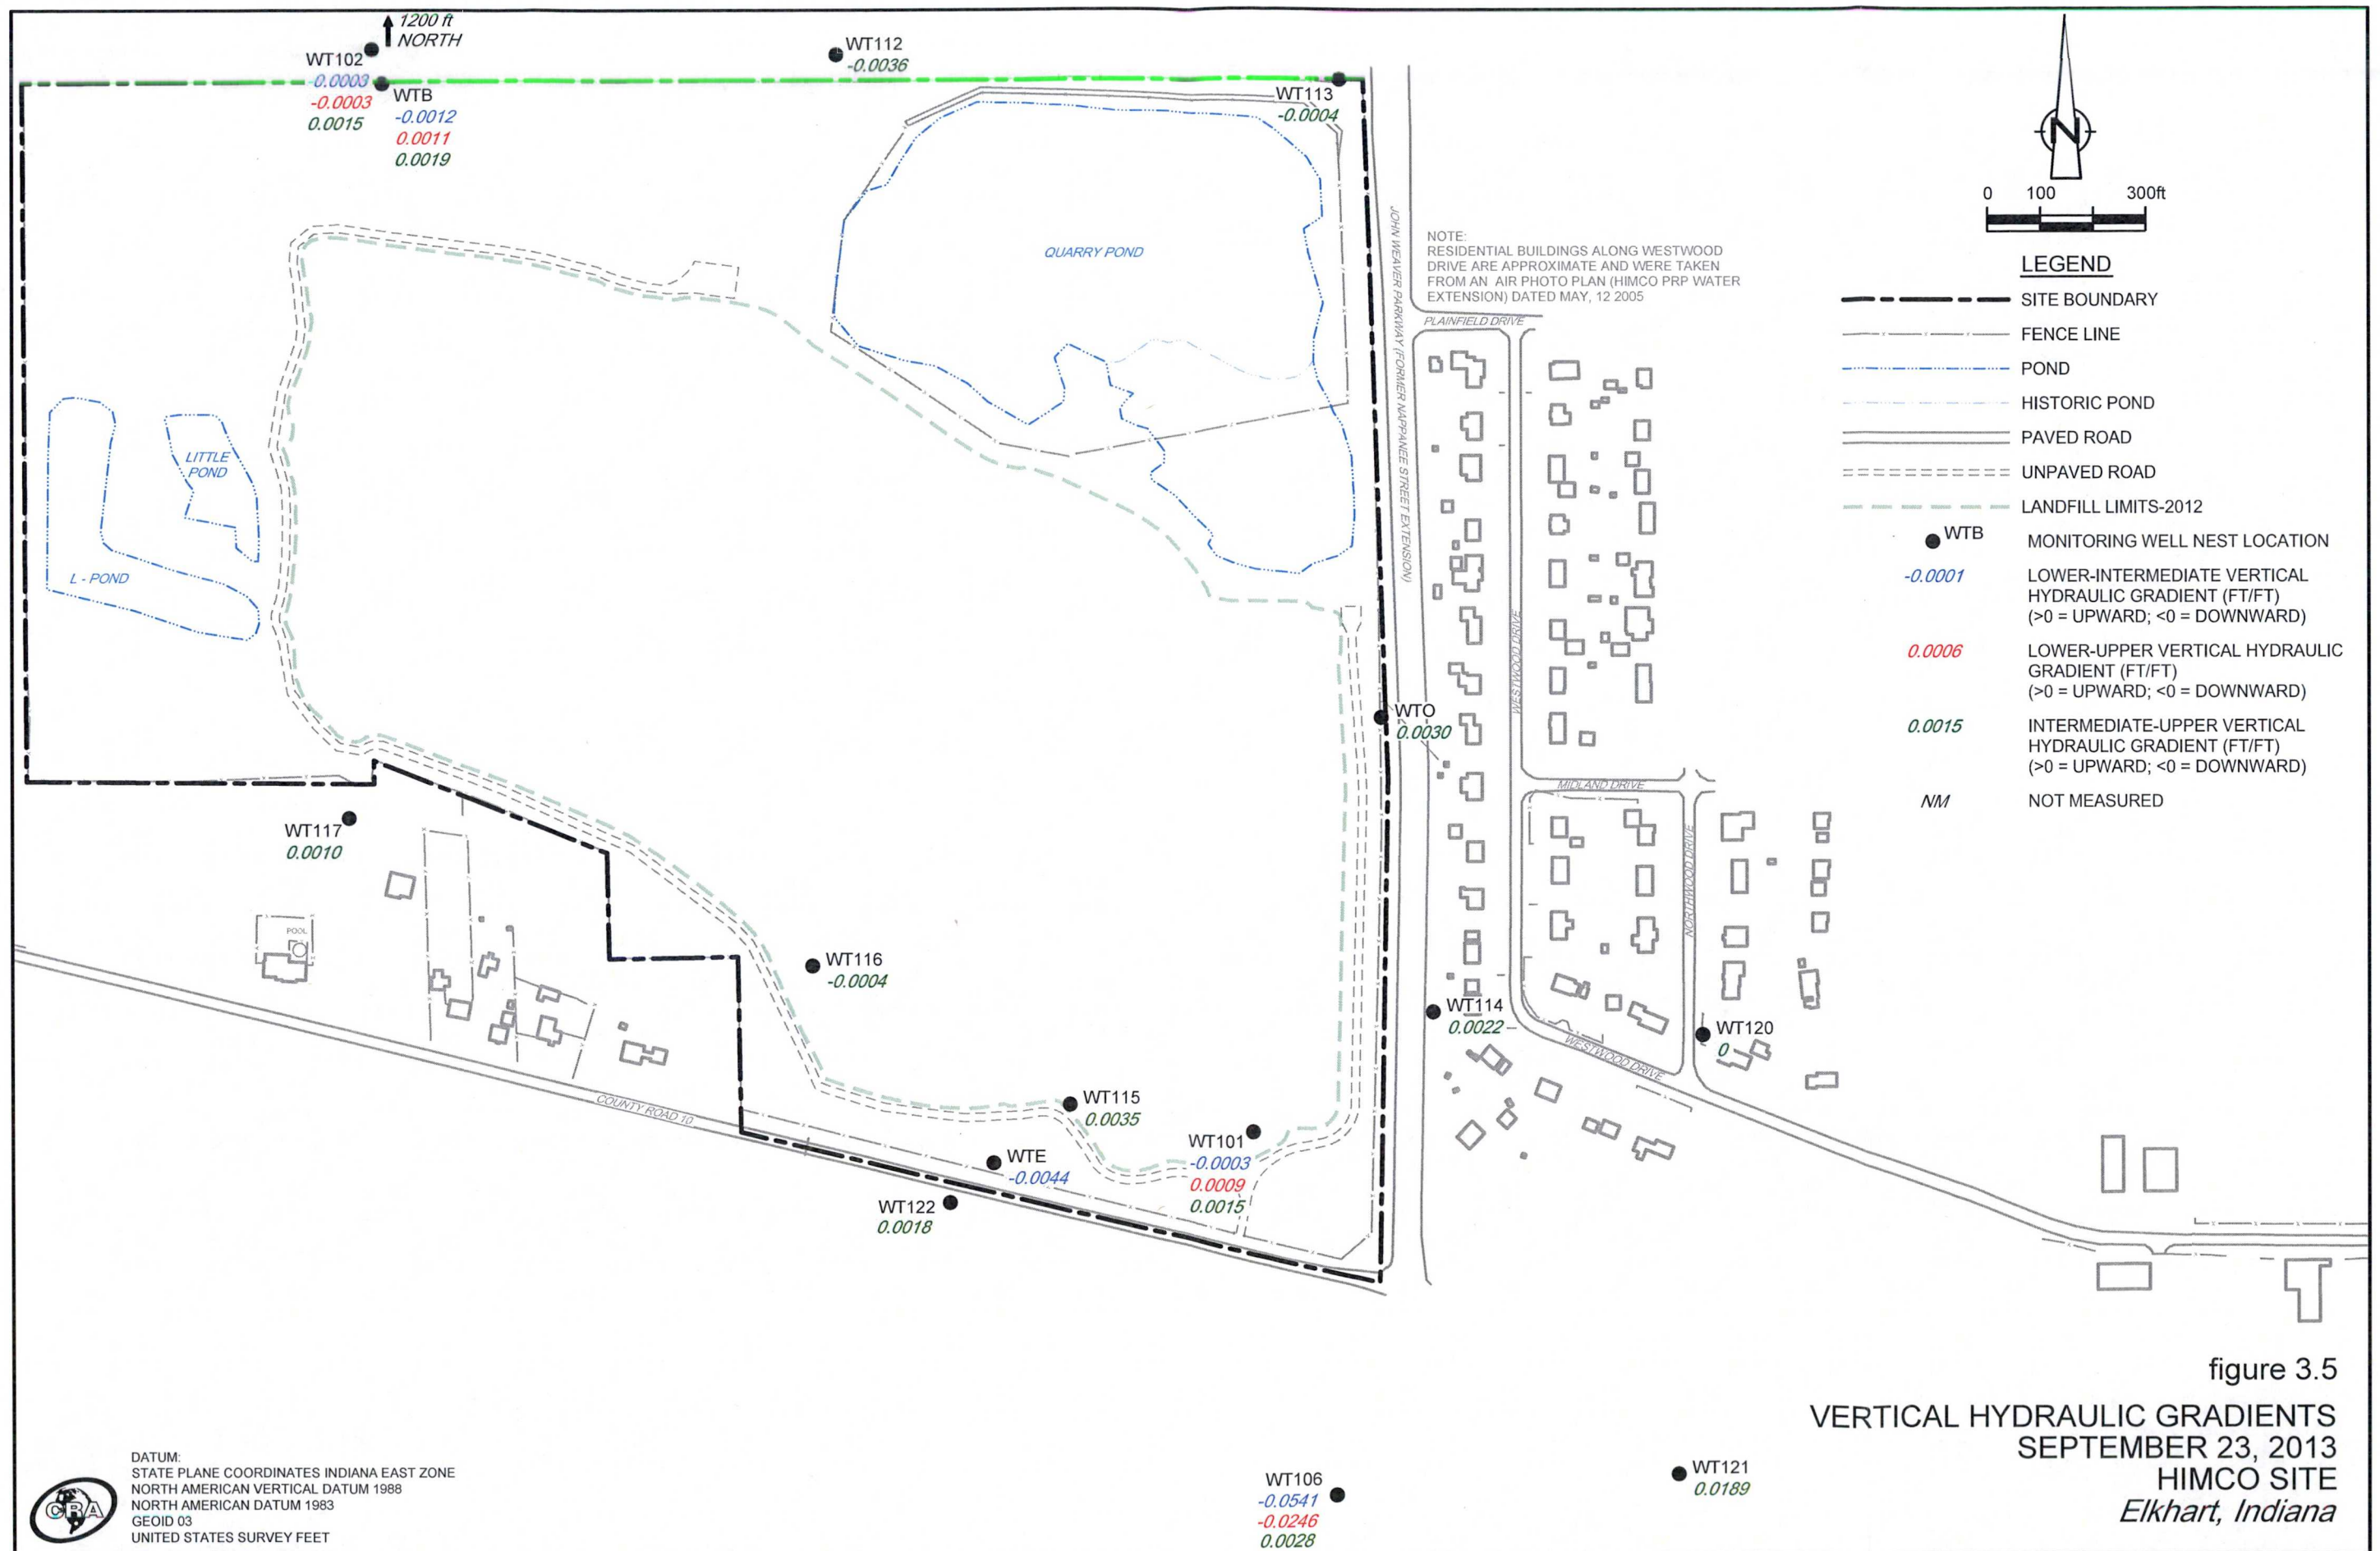 1200 ft
NORTH
WT102
-0.0003
-0.0003
0.0015
WTB
-0.0012
0.0011
0.0019
WT112
-0.0036
WT113
-0.0004
QUARRY POND
LITTLE
POND
L - POND
JOHN WEAVER PARKWAY (FORMER NAPPANEE STREET EXTENSION)
NOTE:
RESIDENTIAL BUILDINGS ALONG WESTWOOD
DRIVE ARE APPROXIMATE AND WERE TAKEN
FROM AN AIR PHOTO PLAN (HIMCO PRP WATER
EXTENSION) DATED MAY, 12 2005
PLAINFIELD DRIVE
WESTWOOD DRIVE
MIDLAND DRIVE
NORTHWOOD DRIVE
WESTWOOD DRIVE
WTO
0.0030
WT117
0.0010
POOL
WT116
-0.0004
WT114
0.0022
WT120
0
COUNTY ROAD 10
WT115
0.0035
WT101
-0.0003
0.0009
0.0015
WTE
-0.0044
WT122
0.0018
WT106
-0.0541
-0.0246
0.0028
WT121
0.0189
N
0 100 300ft
LEGEND
SITE BOUNDARY
FENCE LINE
POND
HISTORIC POND
PAVED ROAD
UNPAVED ROAD
LANDFILL LIMITS-2012
WTB
MONITORING WELL NEST LOCATION
-0.0001 LOWER-INTERMEDIATE VERTICAL
HYDRAULIC GRADIENT (FT/FT)
(>0 = UPWARD; <0 = DOWNWARD)
0.0006 LOWER-UPPER VERTICAL HYDRAULIC
GRADIENT (FT/FT)
(>0 = UPWARD; <0 = DOWNWARD)
0.0015 INTERMEDIATE-UPPER VERTICAL
HYDRAULIC GRADIENT (FT/FT)
(>0 = UPWARD; <0 = DOWNWARD)
NM NOT MEASURED
figure 3.5
VERTICAL HYDRAULIC GRADIENTS
SEPTEMBER 23, 2013
HIMCO SITE
Elkhart, Indiana
CRA
DATUM:
STATE PLANE COORDINATES INDIANA EAST ZONE
NORTH AMERICAN VERTICAL DATUM 1988
NORTH AMERICAN DATUM 1983
GEOID 03
UNITED STATES SURVEY FEET